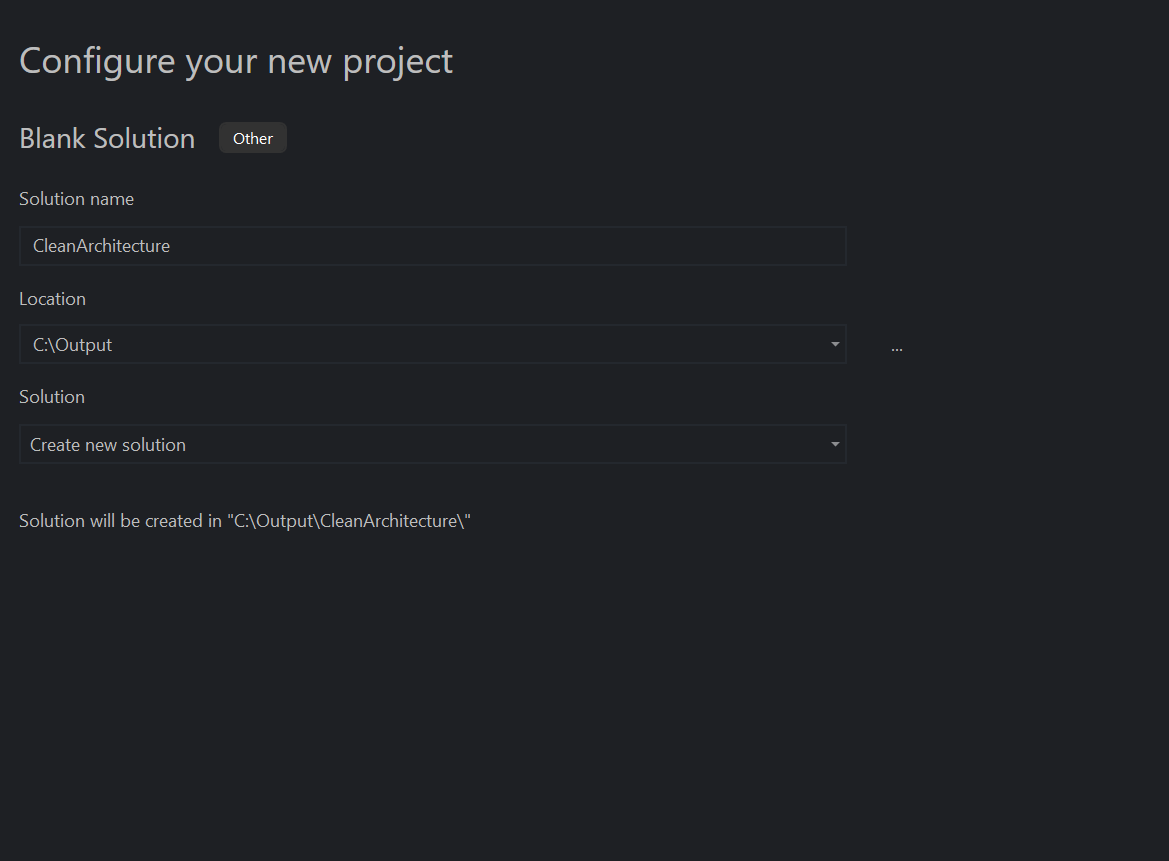 Configure your new project
Blank Solution Other
Solution name
CleanArchitecture
Location
C:\Output
...
Solution
Create new solution
Solution will be created in "C:\Output\CleanArchitecture\"